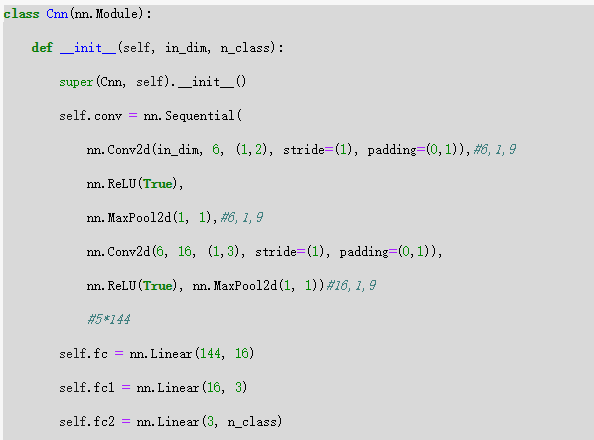 class Cnn(nn.Module):
def __init__(self, in_dim, n_class):
super(Cnn, self).__init__()
self.conv = nn.Sequential(
nn.Conv2d(in_dim, 6, (1,2), stride=(1), padding=(0,1)),#6,1,9
nn.ReLU(True),
nn.MaxPool2d(1, 1),#6,1,9
nn.Conv2d(6, 16, (1,3), stride=(1), padding=(0,1)),
nn.ReLU(True), nn.MaxPool2d(1, 1))#16,1,9
#5*144
self.fc = nn.Linear(144, 16)
self.fc1 = nn.Linear(16, 3)
self.fc2 = nn.Linear(3, n_class)